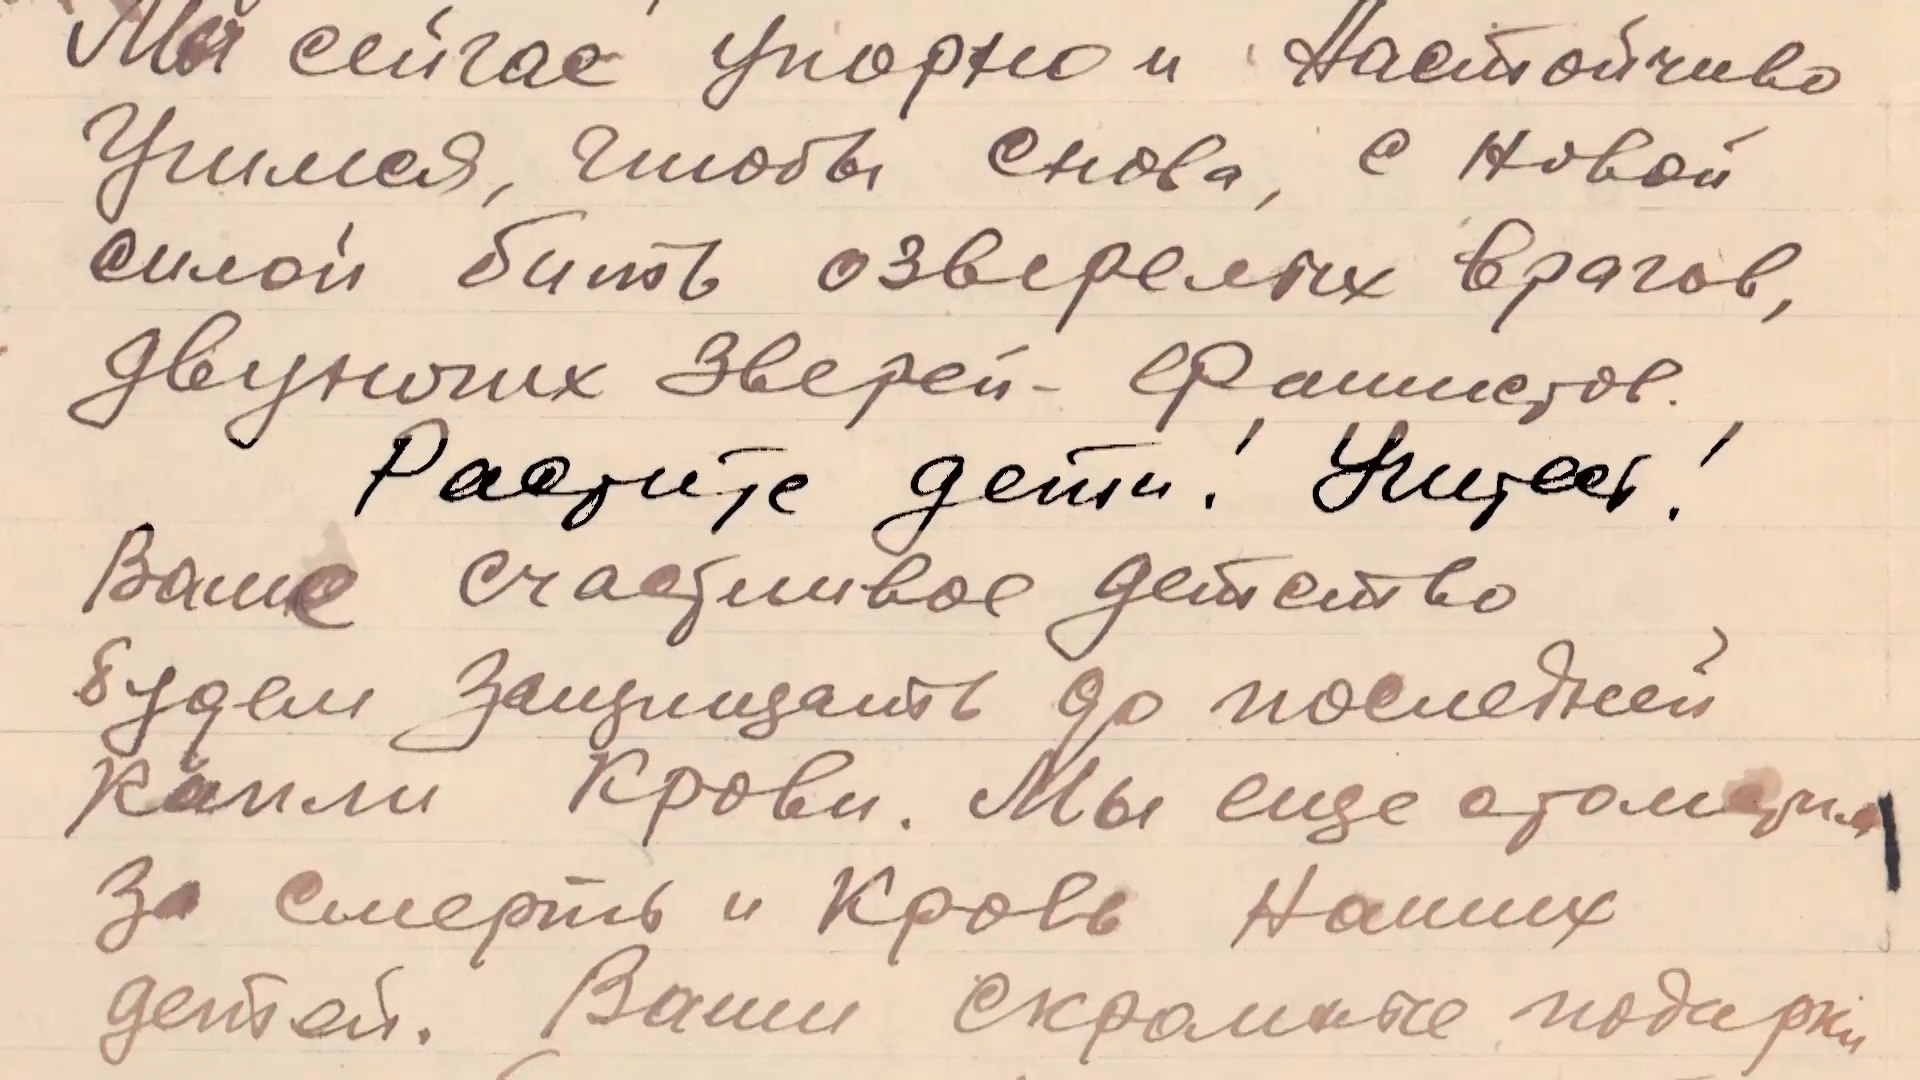 Мы сейчас упорно и настойчиво
Учимся, чтобы снова, с новой
силой бить озверелых врагов,
двуногих зверей - фашистов.
Растите дети! Учитесь!
Ваше счастливое детство
будем защищать до последней
капли крови. Мы еще отомстим
За смерть и кровь наших
детей. Ваши скромные подарки